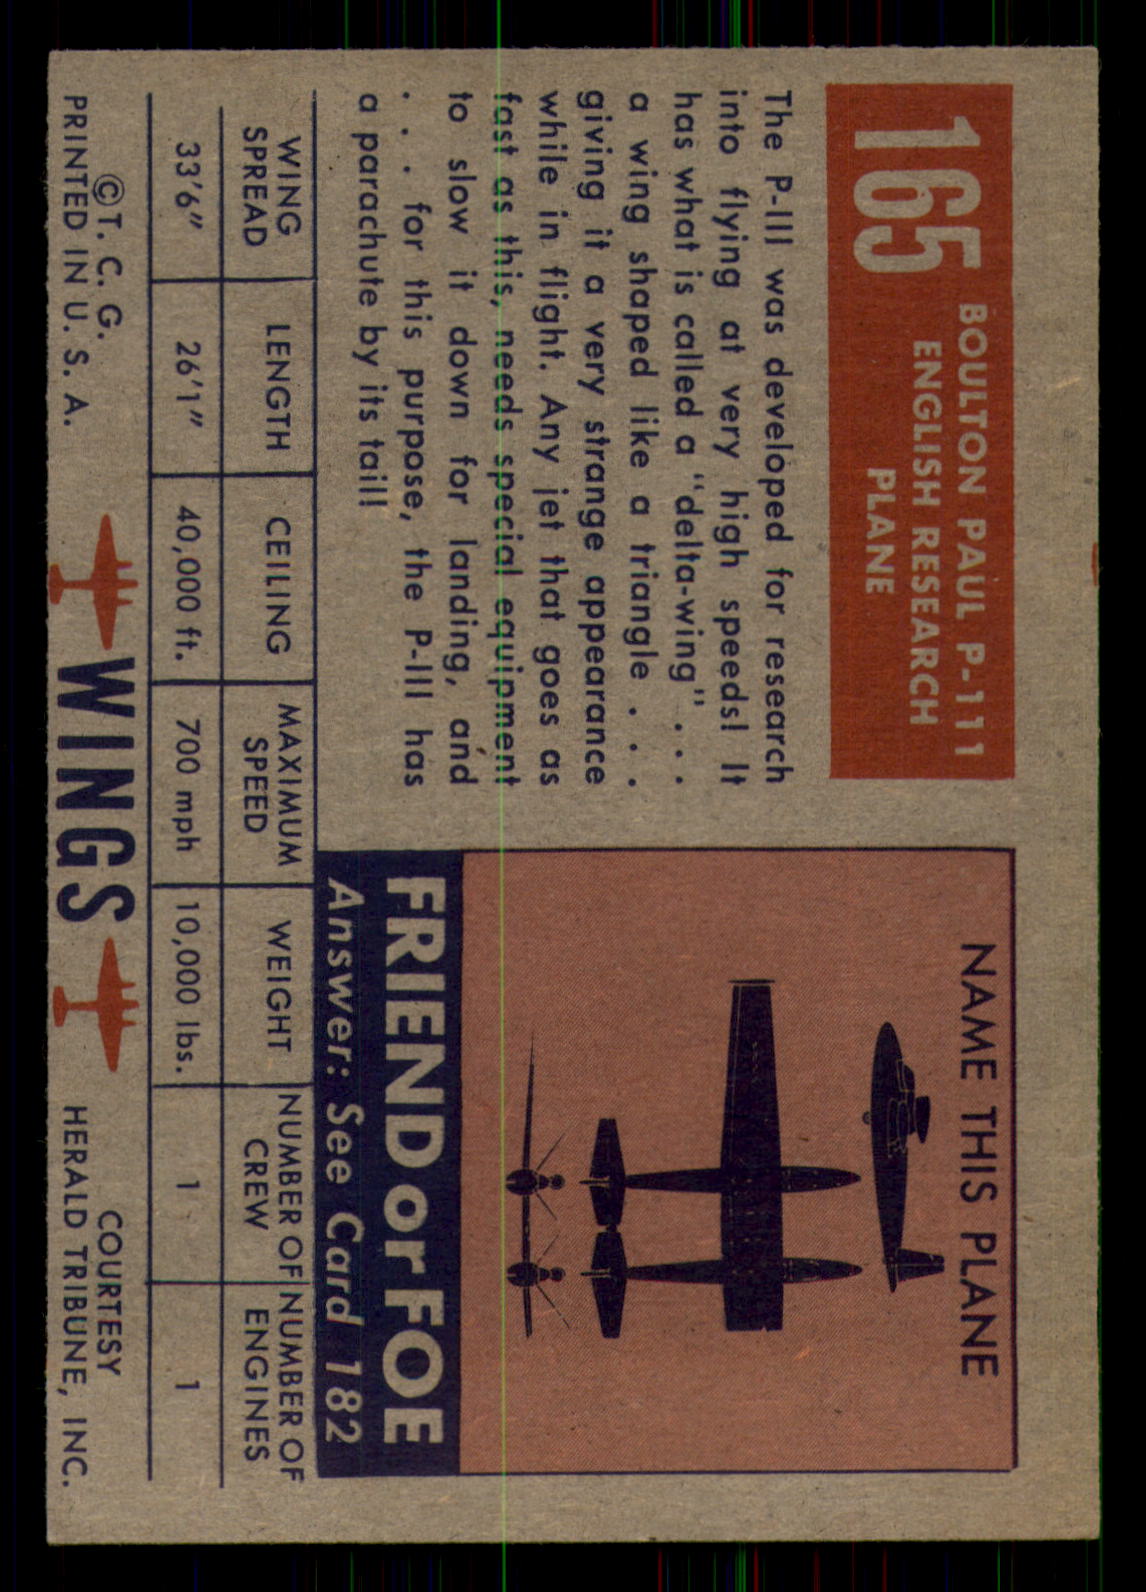 165
BOULTON PAUL P-111
ENGLISH RESEARCH
PLANE
The P-111 was developed for research
into flying at very high speeds! It
has what is called a "delta-wing" . . .
a wing shaped like a triangle . . .
giving it a very strange appearance
while in flight. Any jet that goes as
fast as this, needs special equipment
to slow it down for landing, and
. . . for this purpose, the P-111 has
a parachute by its tail!
NAME THIS PLANE
FRIEND or FOE
Answer: See Card 182
WING SPREAD LENGTH CEILING MAXIMUM SPEED WEIGHT NUMBER OF CREW NUMBER OF ENGINES
33'6" 26'1" 40,000 ft. 700 mph 10,000 lbs. 1 1
©T. C. G.
PRINTED IN U. S. A.
WINGS
COURTESY
HERALD TRIBUNE, INC.